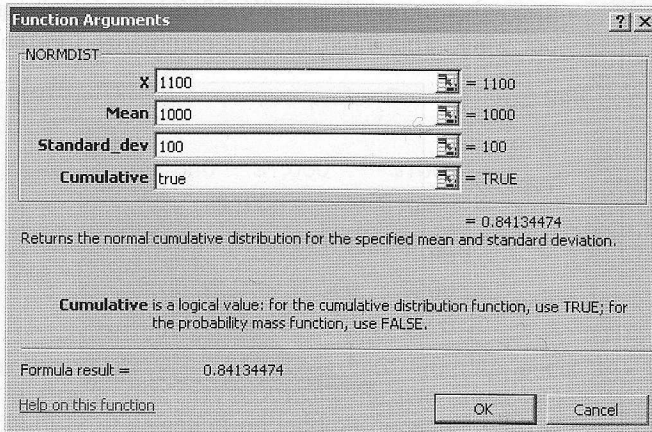 Function Arguments
NORMDIST
X 1100 = 1100
Mean 1000 = 1000
Standard_dev 100 = 100
Cumulative true = TRUE
= 0.84134474
Returns the normal cumulative distribution for the specified mean and standard deviation.
Cumulative is a logical value: for the cumulative distribution function, use TRUE; for
the probability mass function, use FALSE.
Formula result = 0.84134474
Help on this function
OK
Cancel